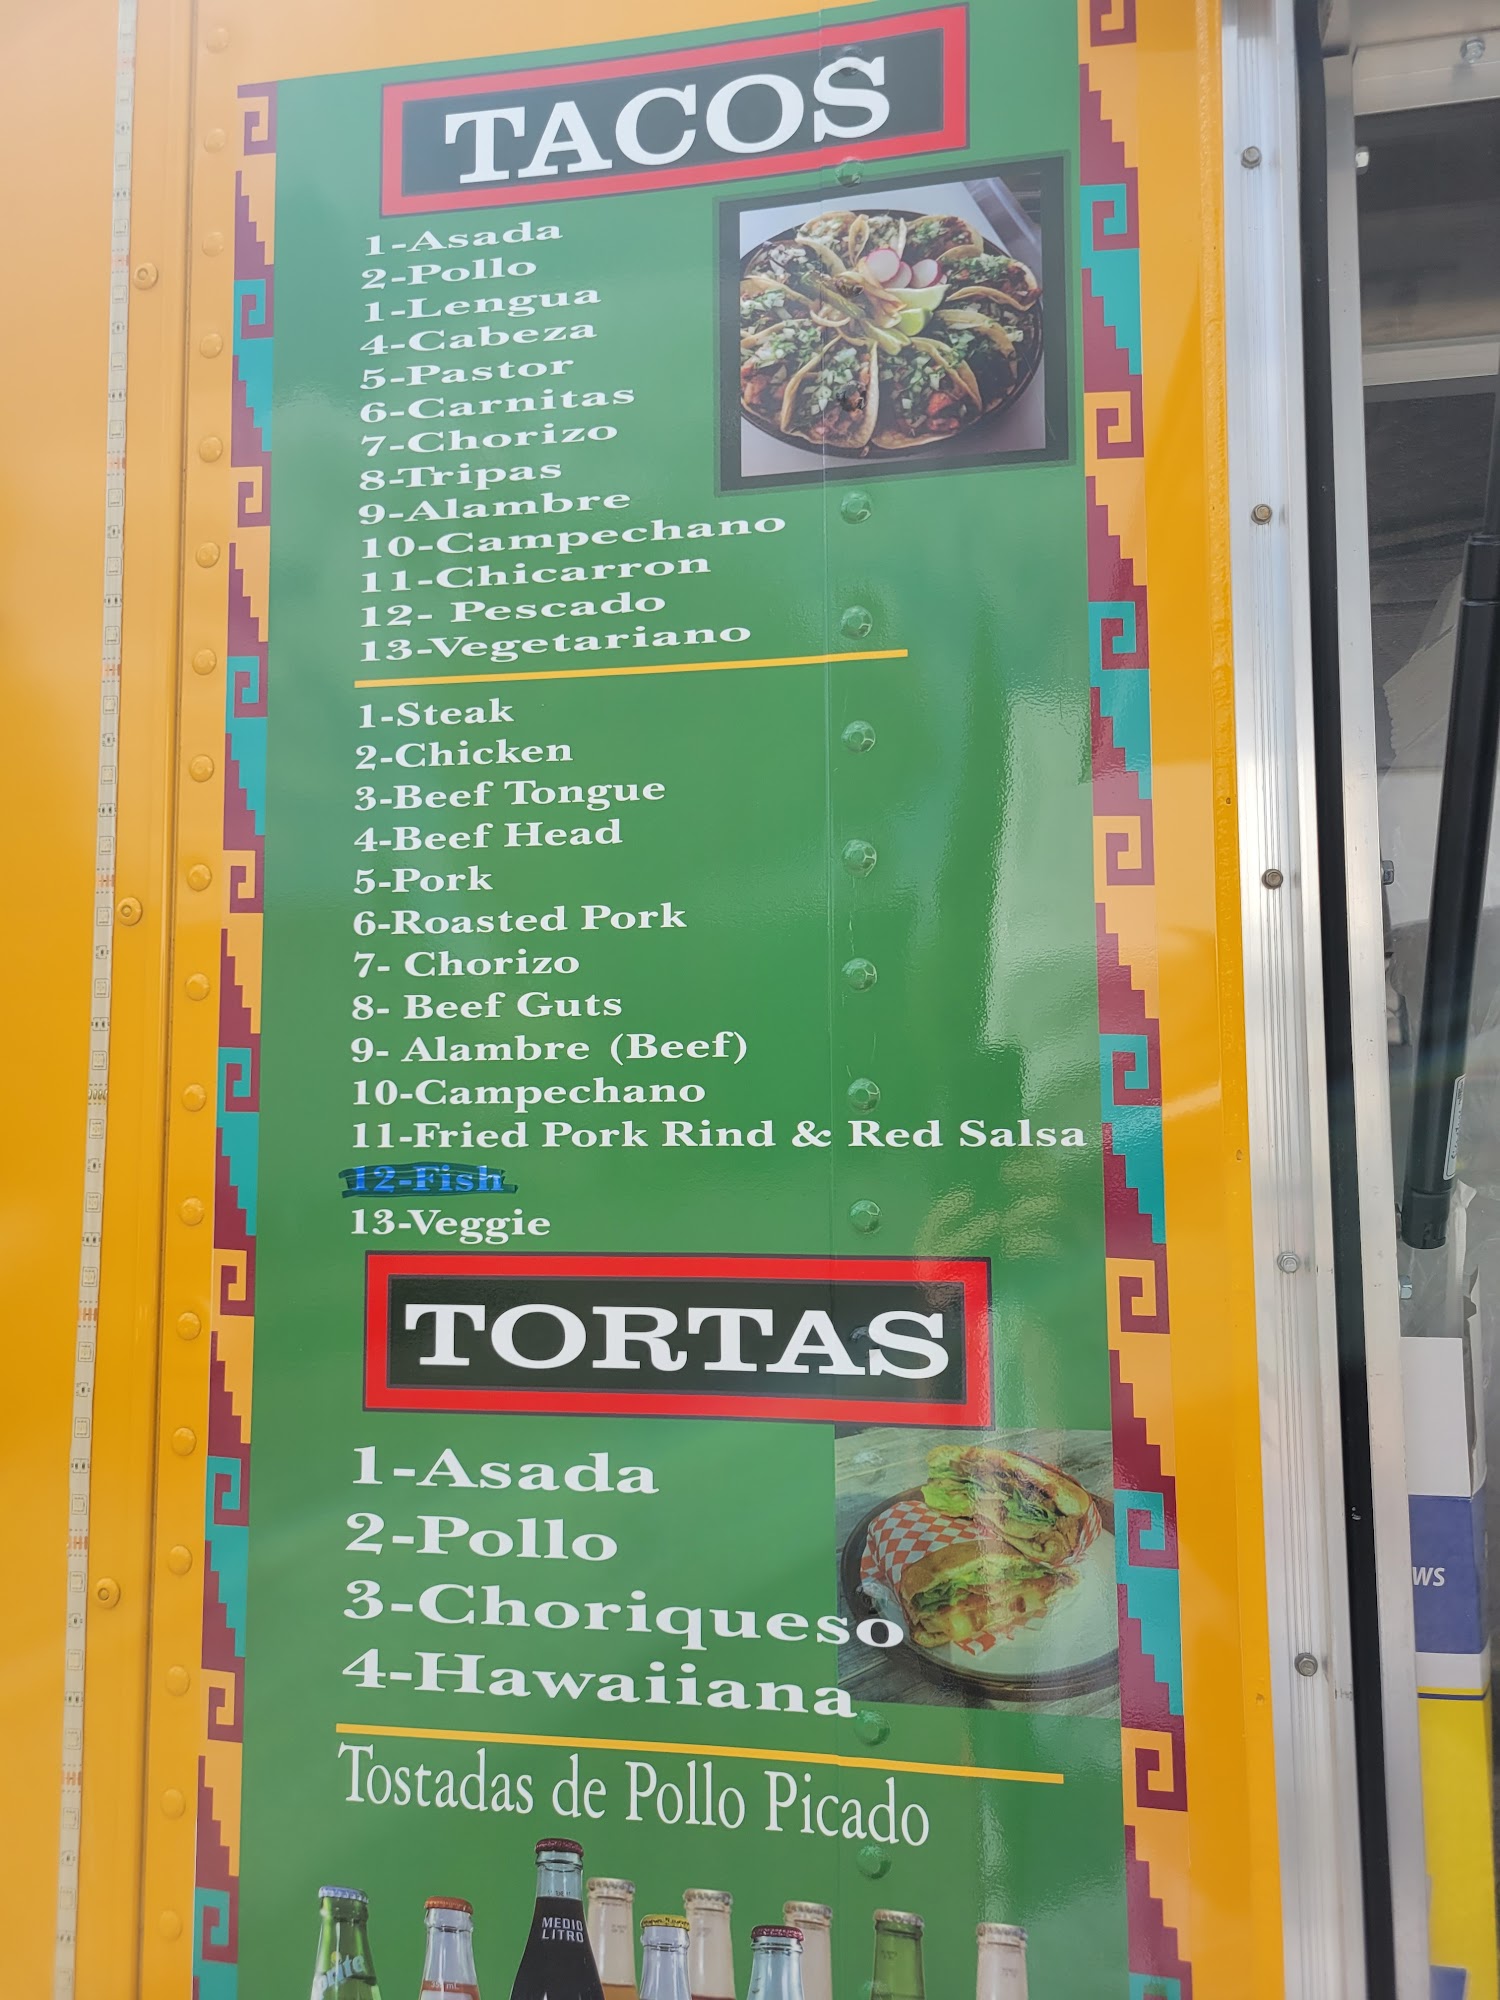 TACOS
1-Asada
2-Pollo
1-Lengua
4-Cabeza
5-Pastor
6-Carnitas
7-Chorizo
8-Tripas
9-Alambre
10-Campechano
11-Chicarron
12- Pescado
13-Vegetariano
1-Steak
2-Chicken
3-Beef Tongue
4-Beef Head
5-Pork
6-Roasted Pork
7- Chorizo
8- Beef Guts
9- Alambre (Beef)
10-Campechano
11-Fried Pork Rind & Red Salsa
12-Fish
13-Veggie
TORTAS
1-Asada
2-Pollo
3-Choriqueso
4-Hawaiiana
Tostadas de Pollo Picado
MEDIO
LITRO